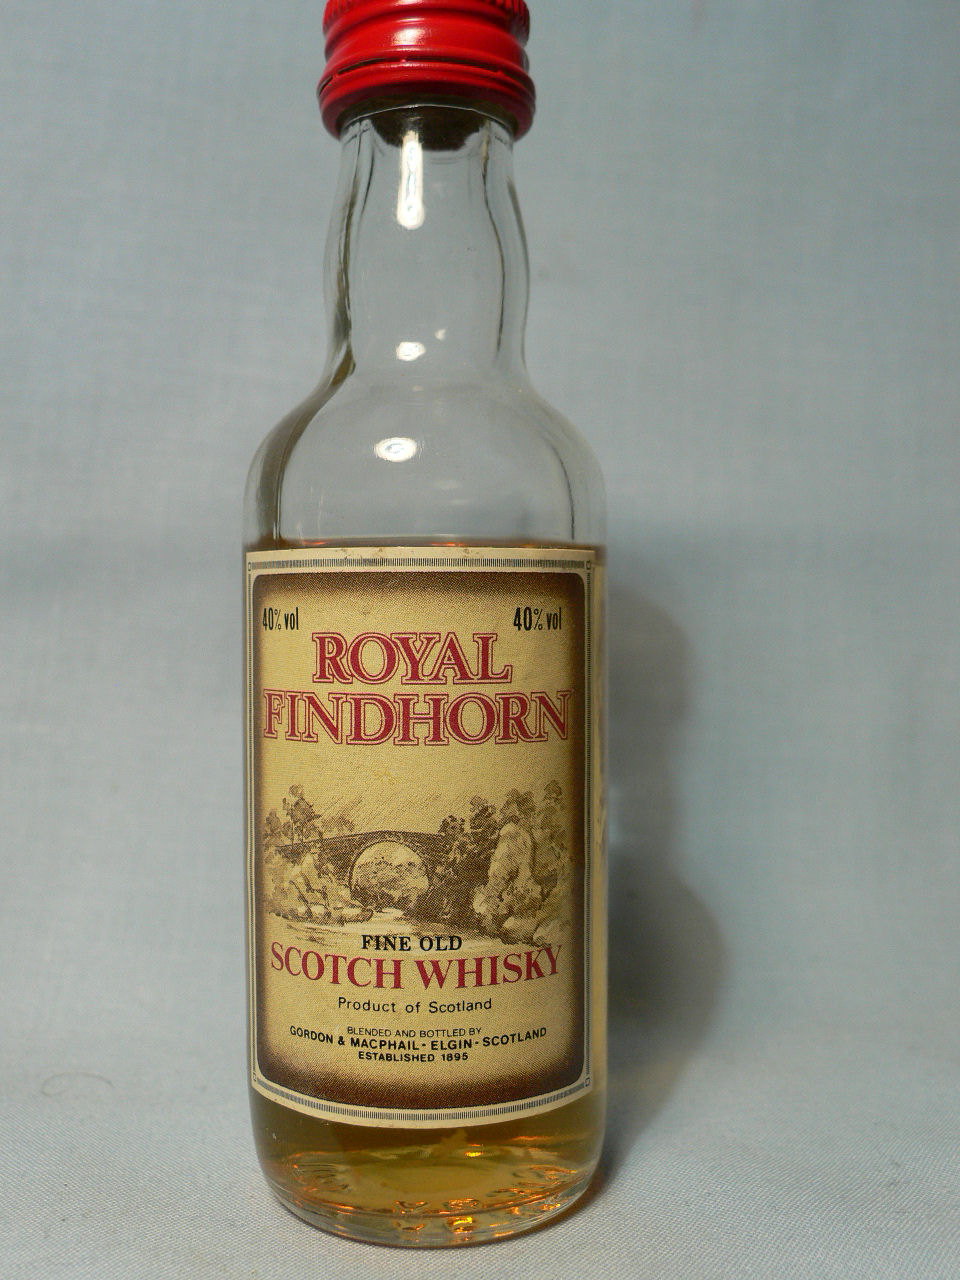 40% vol 40% vol
ROYAL
FINDHORN
FINE OLD
SCOTCH WHISKY
Product of Scotland
BLENDED AND BOTTLED BY
GORDON & MACPHAIL - ELGIN - SCOTLAND
ESTABLISHED 1895